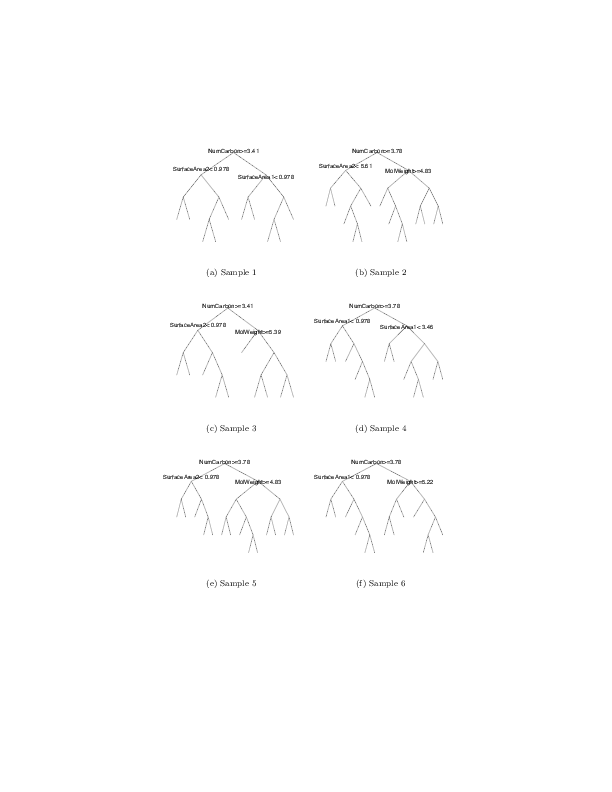 NumCarbon>=3.41
SurfaceArea2< 0.978
SurfaceArea1< 0.978
(a) Sample 1
NumCarbon>=3.78
SurfaceArea2< 5.61
MolWeight>=4.83
(b) Sample 2
NumCarbon>=3.41
SurfaceArea2< 0.978
MolWeight>=5.39
(c) Sample 3
NumCarbon>=3.78
SurfaceArea1< 0.978
SurfaceArea1< 3.46
(d) Sample 4
NumCarbon>=3.78
SurfaceArea2< 0.978
MolWeight>=4.83
(e) Sample 5
NumCarbon>=3.78
SurfaceArea1< 0.978
MolWeight>=5.22
(f) Sample 6